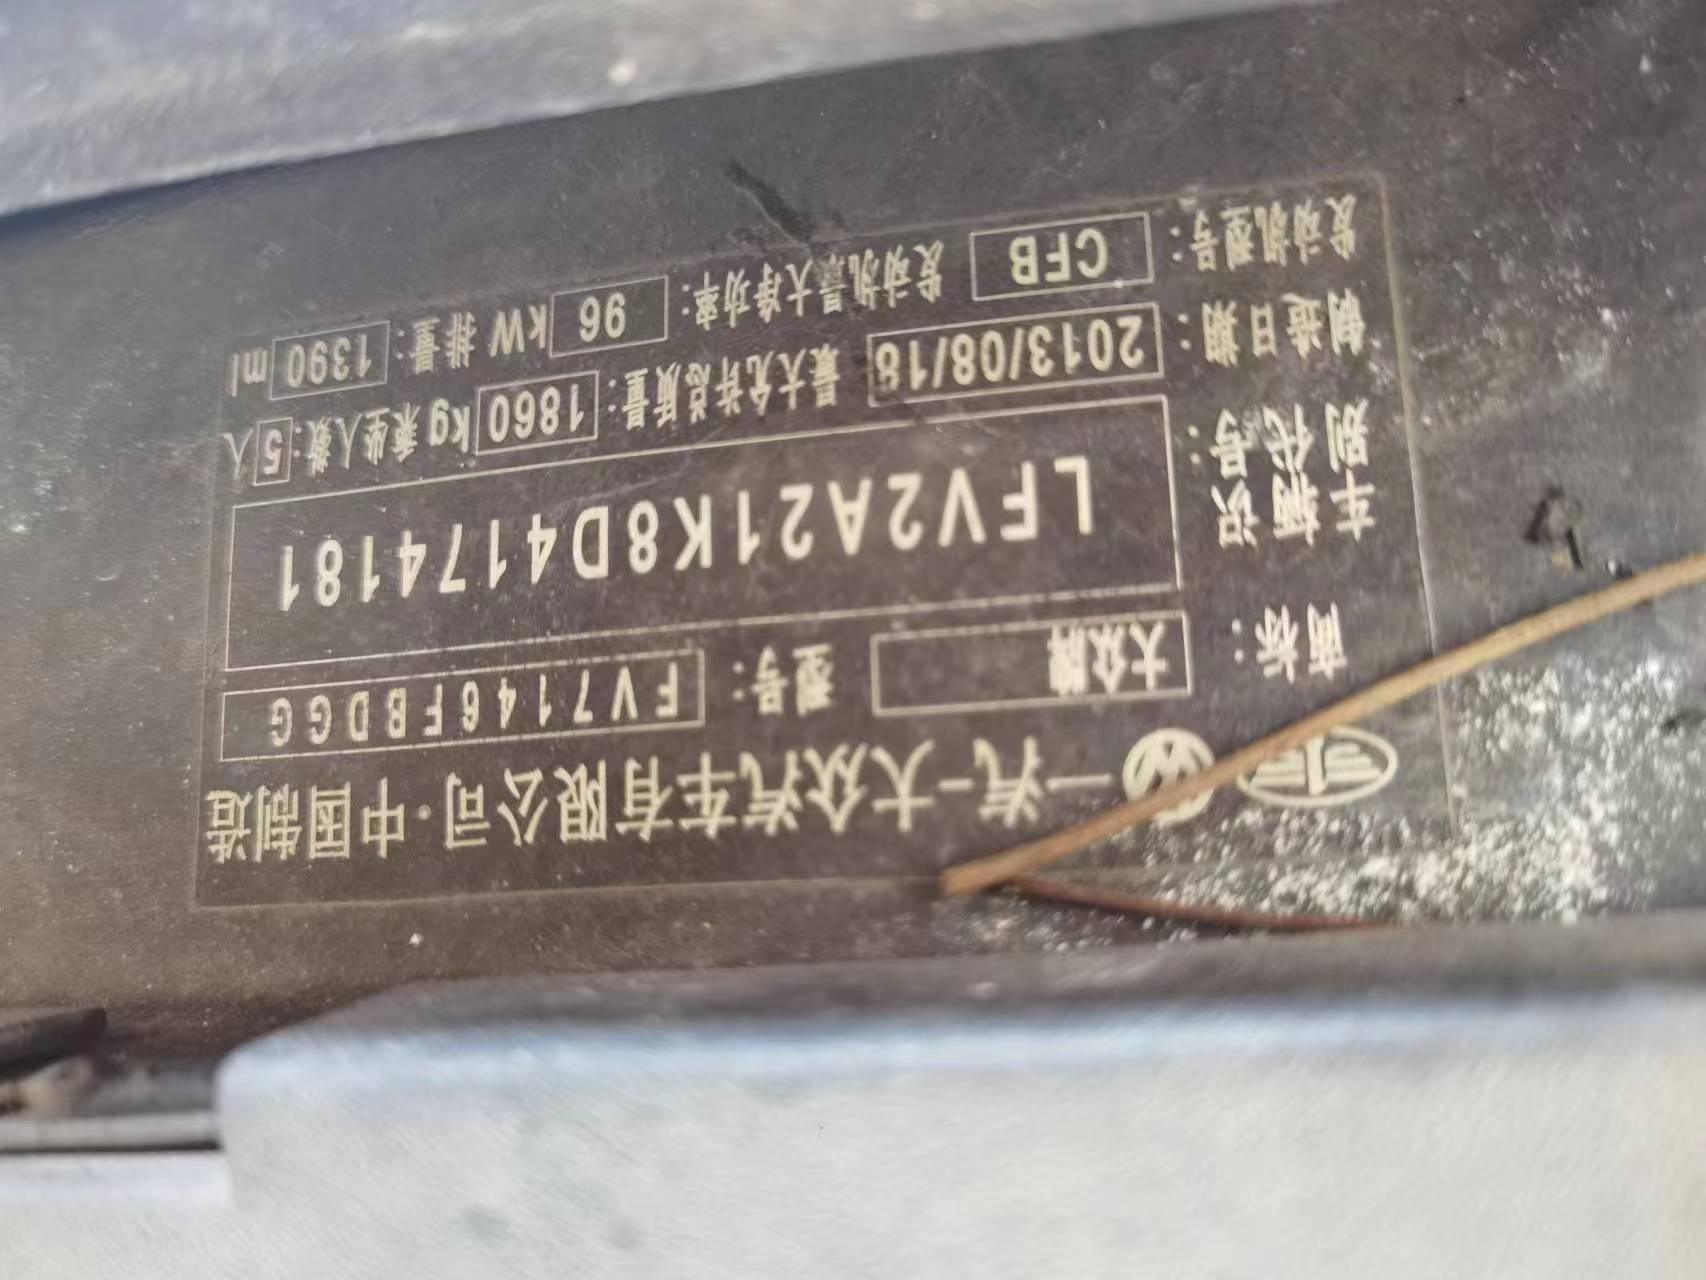 一汽-大众汽车有限公司·中国制造
商标: 大众牌 型号: FV7146FBDGG
车辆识别代号: LFV2A21K8D4174181
制造日期: 2013/08/18 最大允许总质量: 1860 kg 乘坐人数: 5 人
发动机型号: CFB 发动机最大净功率: 96 kW 排量: 1390 ml